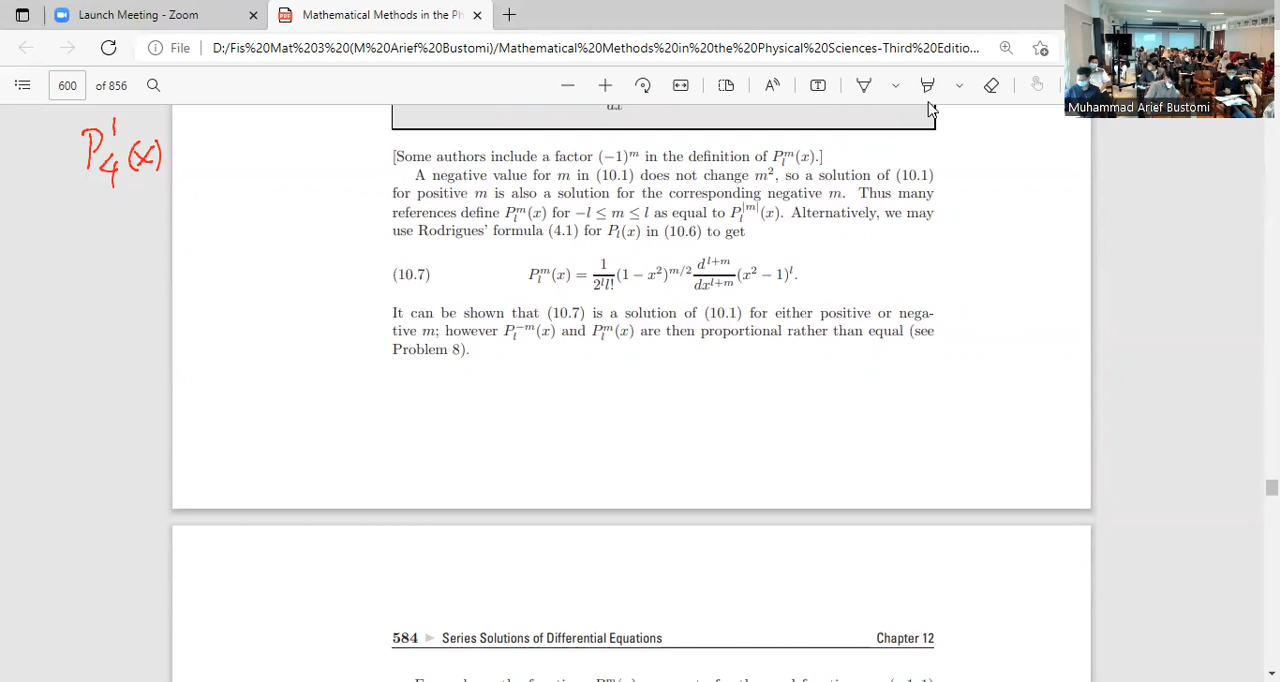 Launch Meeting - Zoom
Mathematical Methods in the Ph
File D:/Fis%20Mat%203%20(M%20Arief%20Bustomi)/Mathematical%20Methods%20in%20the%20Physical%20Sciences-Third%20Editio...
600 of 856
Muhammad Arief Bustomi
P_4^1(x)
dx
[Some authors include a factor (−1)^m in the definition of P_l^m(x).]
A negative value for m in (10.1) does not change m^2, so a solution of (10.1)
for positive m is also a solution for the corresponding negative m. Thus many
references define P_l^m(x) for −l ≤ m ≤ l as equal to P_l^{|m|}(x). Alternatively, we may
use Rodrigues' formula (4.1) for P_l(x) in (10.6) to get
(10.7) P_l^m(x) = \frac{1}{2^l l!}(1 − x^2)^{m/2} \frac{d^{l+m}}{dx^{l+m}}(x^2 − 1)^l.
It can be shown that (10.7) is a solution of (10.1) for either positive or nega-
tive m; however P_l^{−m}(x) and P_l^m(x) are then proportional rather than equal (see
Problem 8).
584 ▶ Series Solutions of Differential Equations Chapter 12